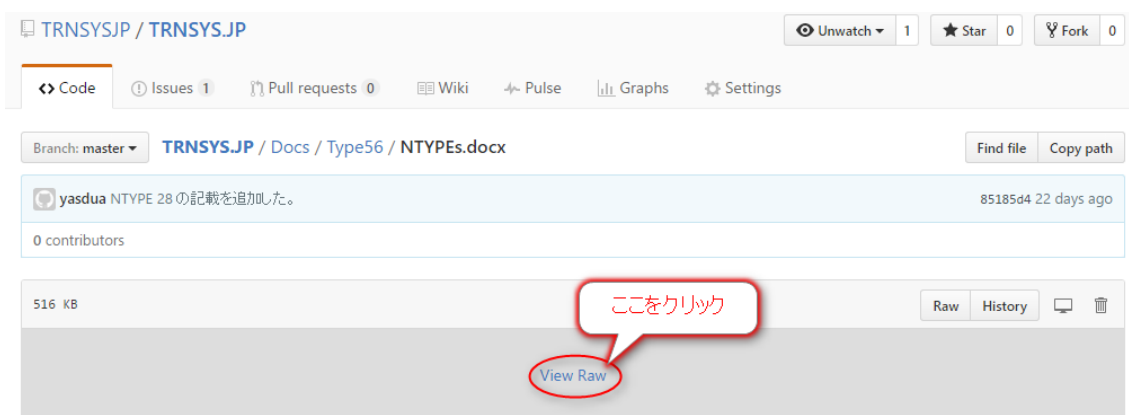 TRNSYSJP / TRNSYS.JP Unwatch 1 Star 0 Fork 0
Code Issues 1 Pull requests 0 Wiki Pulse Graphs Settings
Branch: master TRNSYS.JP / Docs / Type56 / NTYPEs.docx Find file Copy path
yasdua NTYPE 28 の記載を追加した。 85185d4 22 days ago
0 contributors
516 KB ここをクリック Raw History
View Raw